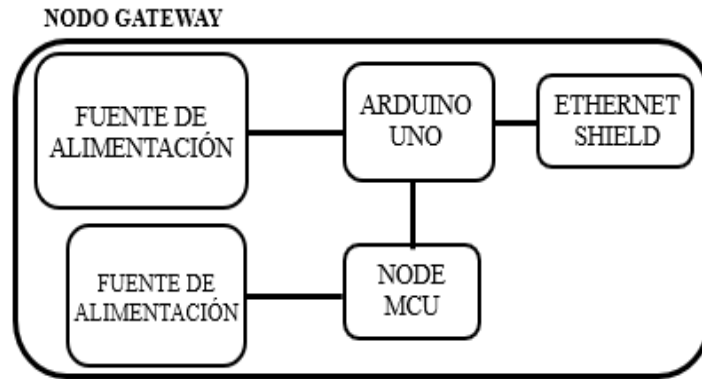 NODO GATEWAY
FUENTE DE
ALIMENTACIÓN
ARDUINO
UNO
ETHERNET
SHIELD
FUENTE DE
ALIMENTACIÓN
NODE
MCU